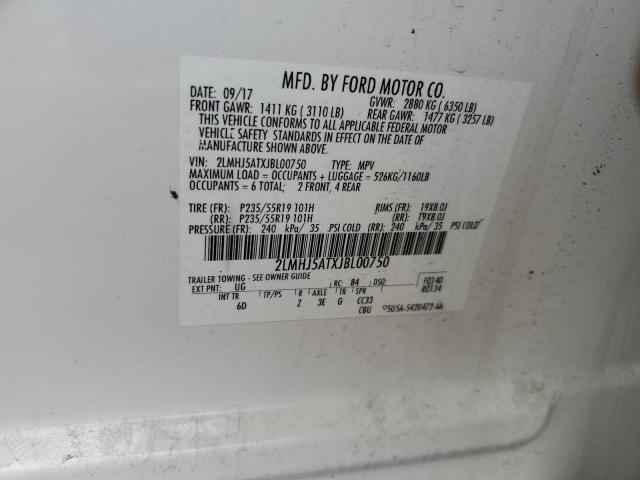 MFD. BY FORD MOTOR CO.
DATE: 09/17 GVWR: 2880 KG ( 6350 LB)
FRONT GAWR: 1411 KG ( 3110 LB) REAR GAWR: 1477 KG ( 3257 LB)
THIS VEHICLE CONFORMS TO ALL APPLICABLE FEDERAL MOTOR
VEHICLE SAFETY STANDARDS IN EFFECT ON THE DATE OF
MANUFACTURE SHOWN ABOVE.
VIN: 2LMHJ5ATXJBL00750 TYPE: MPV
MAXIMUM LOAD = OCCUPANTS + LUGGAGE = 526KG/1160LB
OCCUPANTS = 6 TOTAL; 2 FRONT, 4 REAR
TIRE (FR): P235/55R19 101H RIMS (FR): 19X8.0J
(RR): P235/55R19 101H (RR): 19X8.0J
PRESSURE (FR): 240 kPa/ 35 PSI COLD (RR): 240 kPa/ 35 PSI COLD
2LMHJ5ATXJBL00750
TRAILER TOWING - SEE OWNER GUIDE
EXT PNT: UG RC: 84 DSO: F0140
R0134
INT TR TP/PS R AXLE TR SPR
6D Z 3E G CC33
CBU